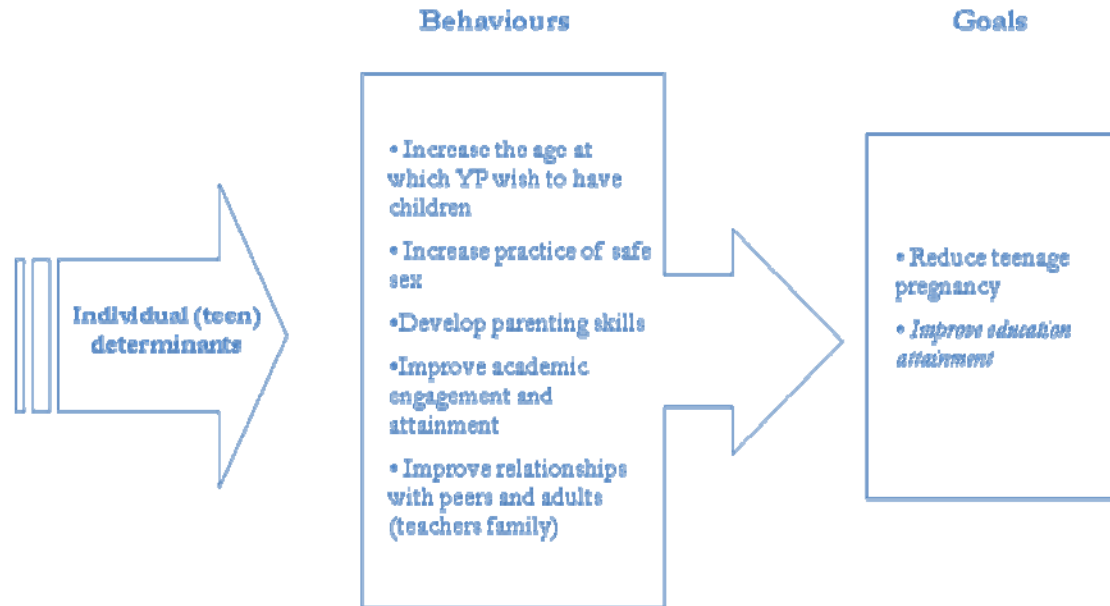 Behaviours
Goals
Individual (teen)
determinants
• Increase the age at
which YP wish to have
children
• Increase practice of safe
sex
•Develop parenting skills
•Improve academic
engagement and
attainment
• Improve relationships
with peers and adults
(teachers family)
• Reduce teenage
pregnancy
• Improve education
attainment